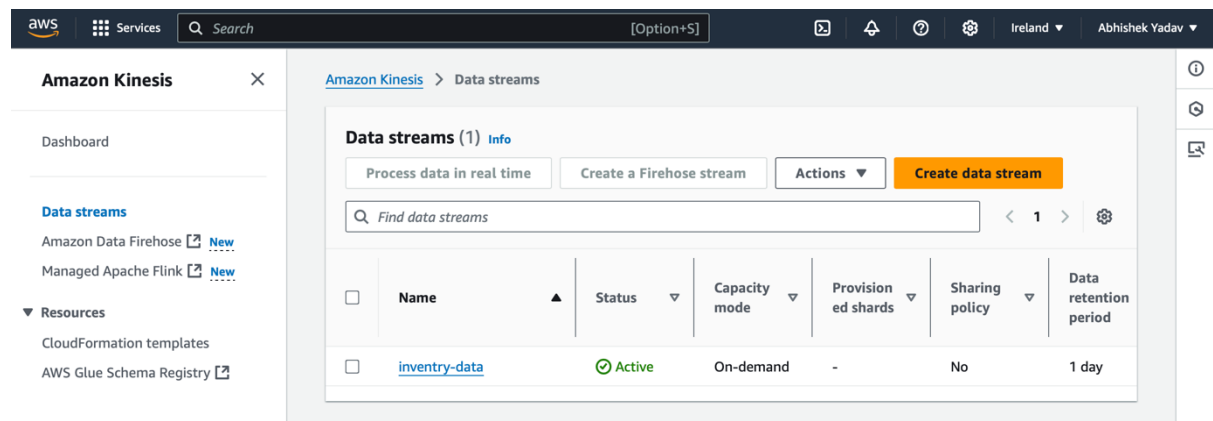 aws Services Search [Option+S] Ireland Abhishek Yadav
Amazon Kinesis
Dashboard
Data streams
Amazon Data Firehose New
Managed Apache Flink New
Resources
CloudFormation templates
AWS Glue Schema Registry
Amazon Kinesis > Data streams
Data streams (1) Info
Process data in real time Create a Firehose stream Actions Create data stream
Find data streams 1
Name Status Capacity mode Provisioned shards Sharing policy Data retention period
inventry-data Active On-demand - No 1 day